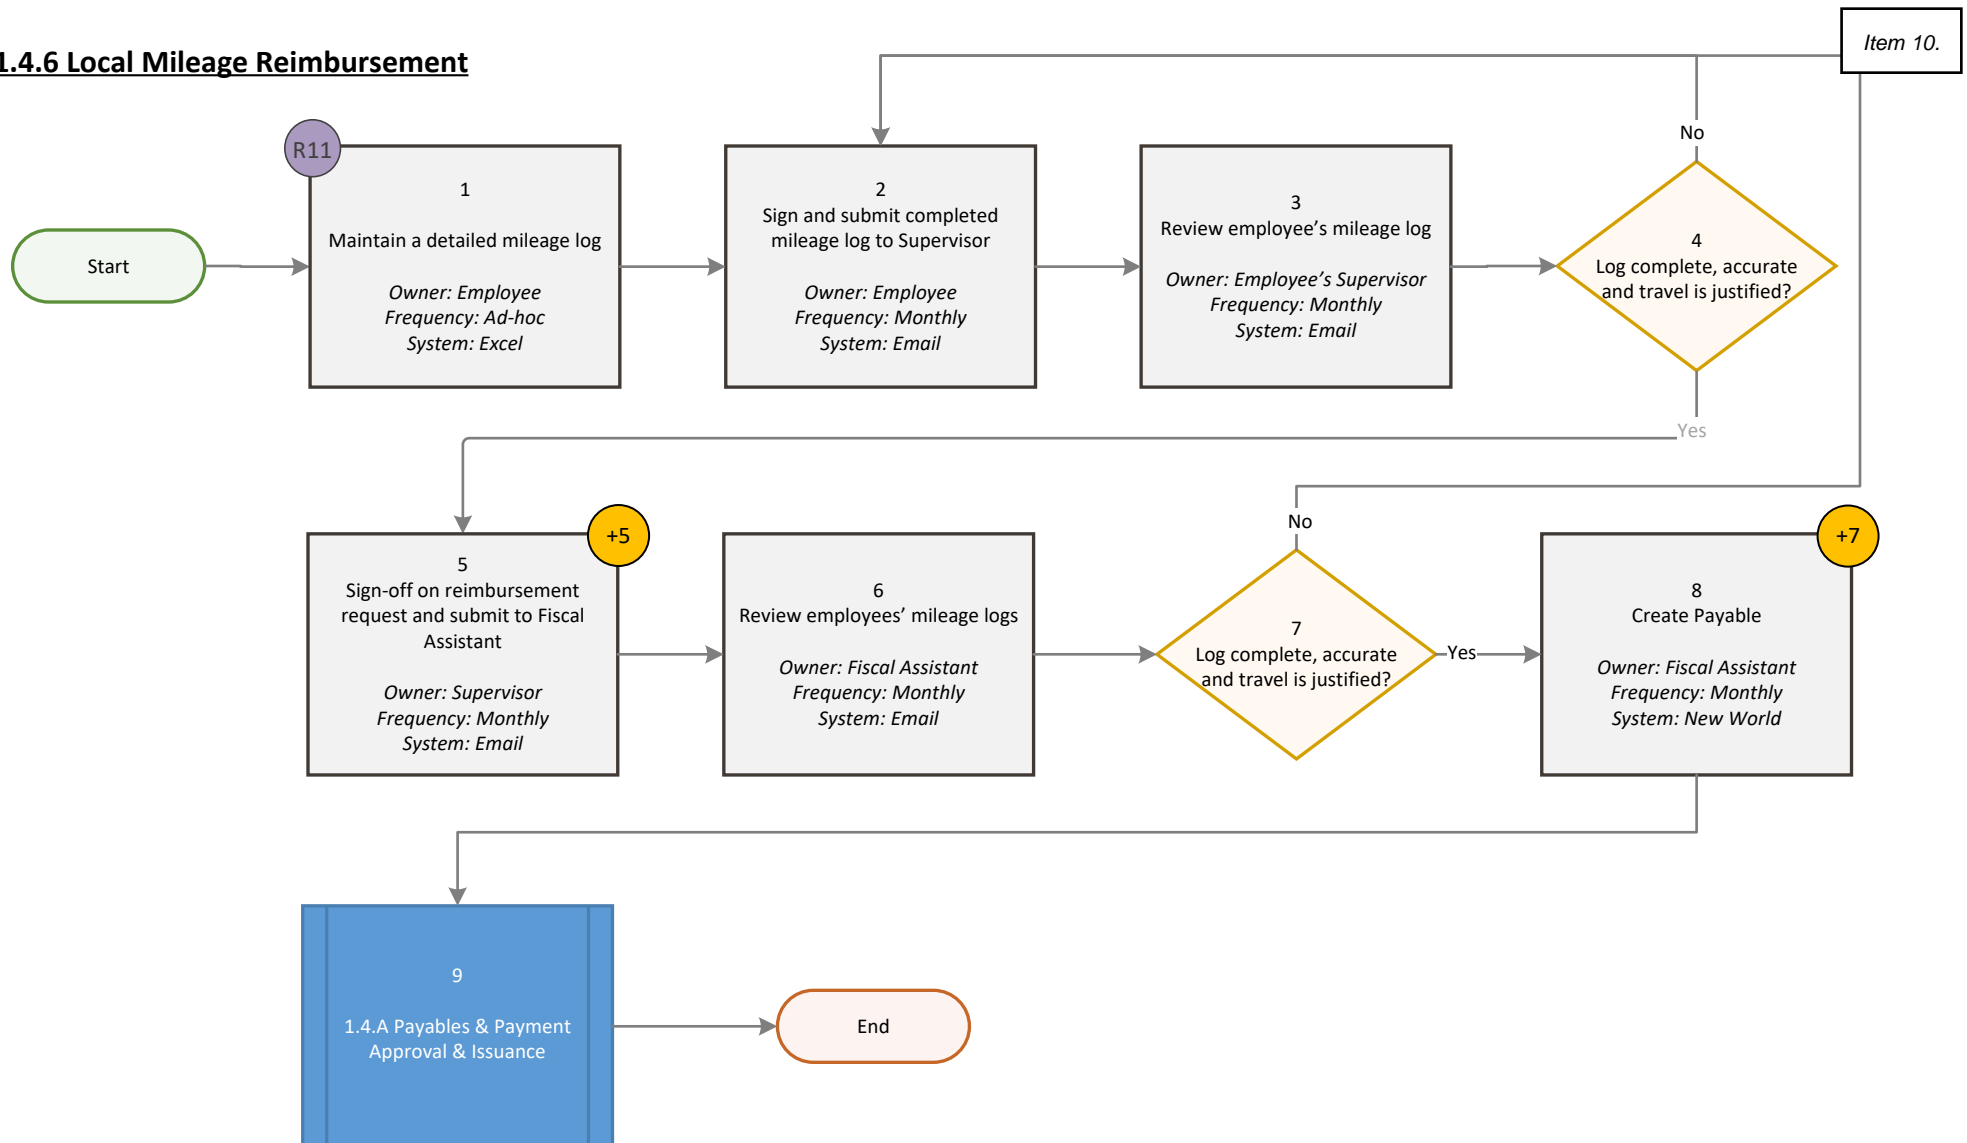 Item 10.
1.4.6 Local Mileage Reimbursement
No
R11
1
Maintain a detailed mileage log
Owner: Employee
Frequency: Ad-hoc
System: Excel
2
Sign and submit completed
mileage log to Supervisor
Owner: Employee
Frequency: Monthly
System: Email
3
Review employee’s mileage log
Owner: Employee’s Supervisor
Frequency: Monthly
System: Email
4
Log complete, accurate
and travel is justified?
Start
Yes
No
+5
5
Sign-off on reimbursement
request and submit to Fiscal
Assistant
Owner: Supervisor
Frequency: Monthly
System: Email
6
Review employees’ mileage logs
Owner: Fiscal Assistant
Frequency: Monthly
System: Email
7
Log complete, accurate
and travel is justified?
Yes
+7
8
Create Payable
Owner: Fiscal Assistant
Frequency: Monthly
System: New World
9
1.4.A Payables & Payment
Approval & Issuance
End